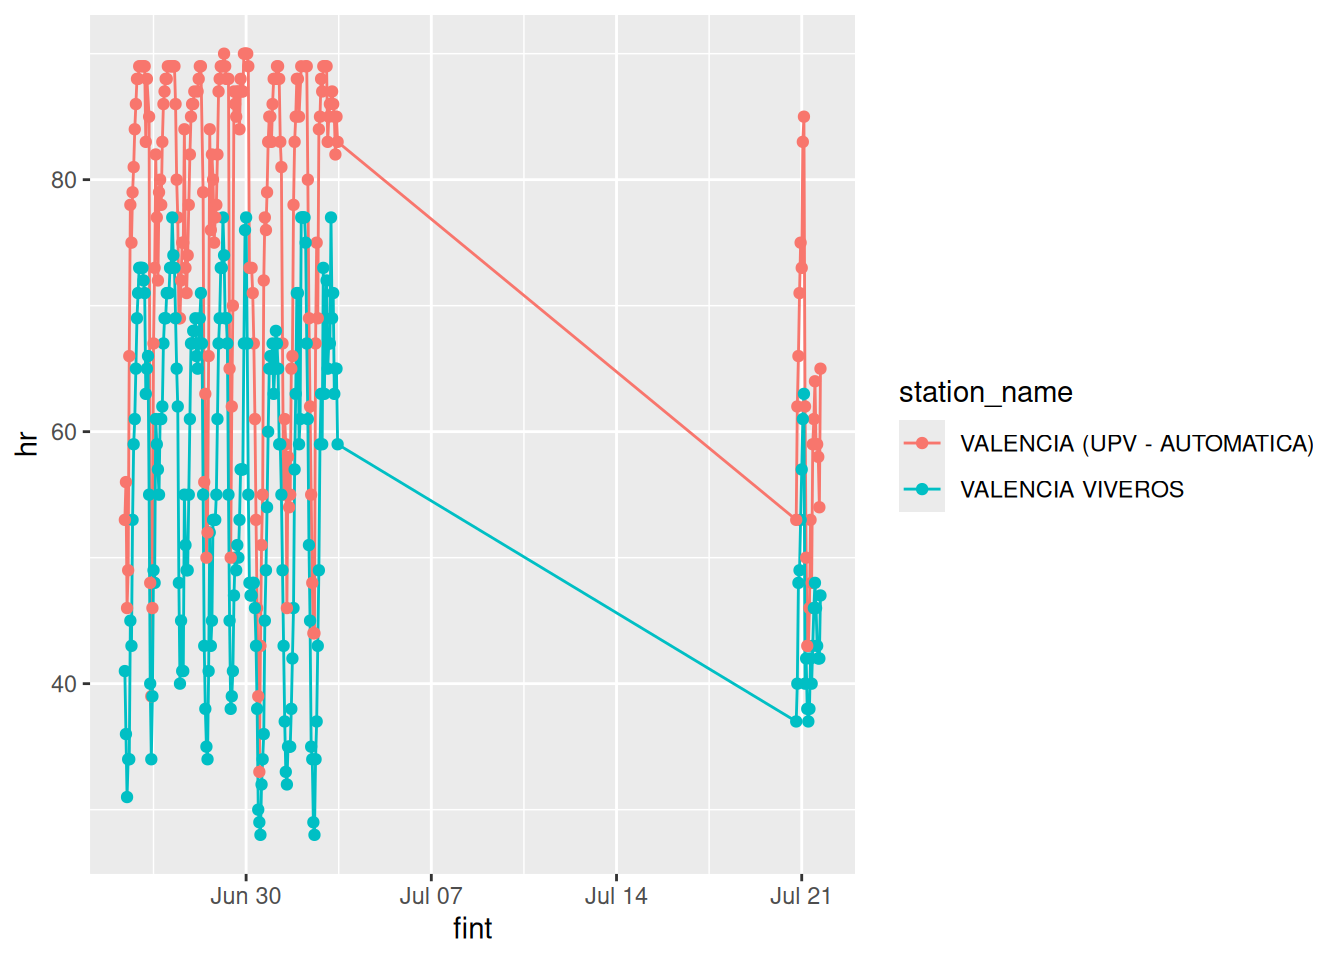 80
60
40
hr
Jun 30
Jul 07
Jul 14
Jul 21
fint
station_name
VALENCIA (UPV - AUTOMATICA)
VALENCIA VIVEROS